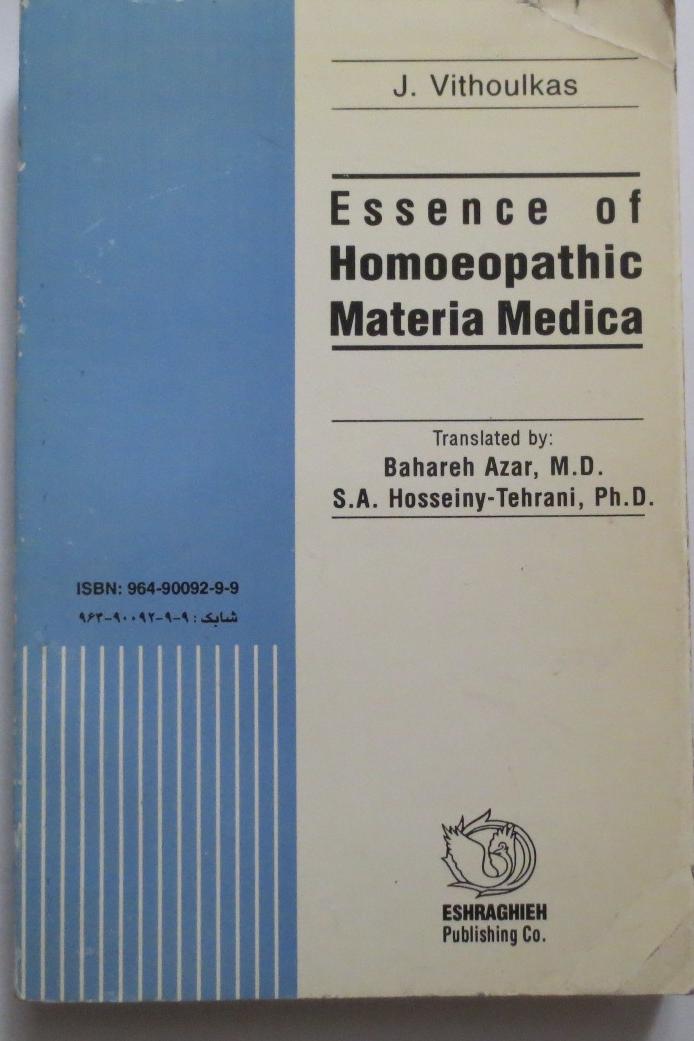 J. Vithoulkas
Essence of
Homoeopathic
Materia Medica
Translated by:
Bahareh Azar, M.D.
S.A. Hosseiny-Tehrani, Ph.D.
ISBN: 964-90092-9-9
شابک : ۹-۹-۹۰۰۹۲-۹۶۴
ESHRAGHIEH
Publishing Co.